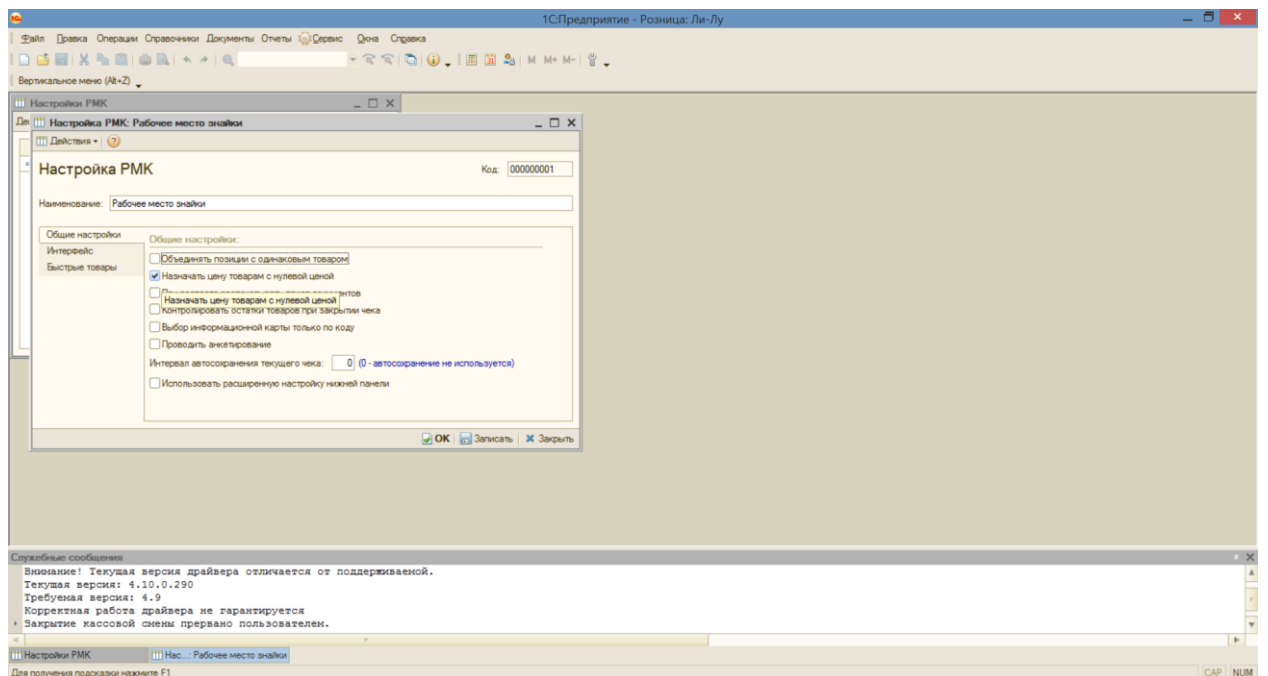 1С:Предприятие - Розница: Ли-Лу
Файл Правка Операции Справочники Документы Отчеты Сервис Окна Справка
M M+ M-
Вертикальное меню (Alt+Z)
Настройки РМК
Настройка РМК: Рабочее место знайки
Действия
Настройка РМК
Код: 000000001
Наименование: Рабочее место знайки
Общие настройки
Интерфейс
Быстрые товары
Общие настройки:
Объединять позиции с одинаковым товаром
Назначать цену товарам с нулевой ценой
Назначать цену товарам с нулевой ценой
Контролировать остатки товаров при закрытии чека
Выбор информационной карты только по коду
Проводить анкетирование
Интервал автосохранения текущего чека: 0 (0 - автосохранение не используется)
Использовать расширенную настройку нижней панели
OK Записать Закрыть
Служебные сообщения
Внимание! Текущая версия драйвера отличается от поддерживаемой.
Текущая версия: 4.10.0.290
Требуемая версия: 4.9
Корректная работа драйвера не гарантируется
Закрытие кассовой смены прервано пользователем.
Настройки РМК
Нас...: Рабочее место знайки
Для получения подсказки нажмите F1
CAP NUM